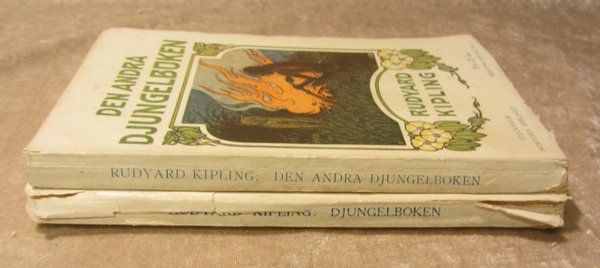 DEN ANDRA
DJUNGELBOKEN
RUDYARD
KIPLING
RUDYARD KIPLING: DEN ANDRA DJUNGELBOKEN
RUDYARD KIPLING: DJUNGELBOKEN